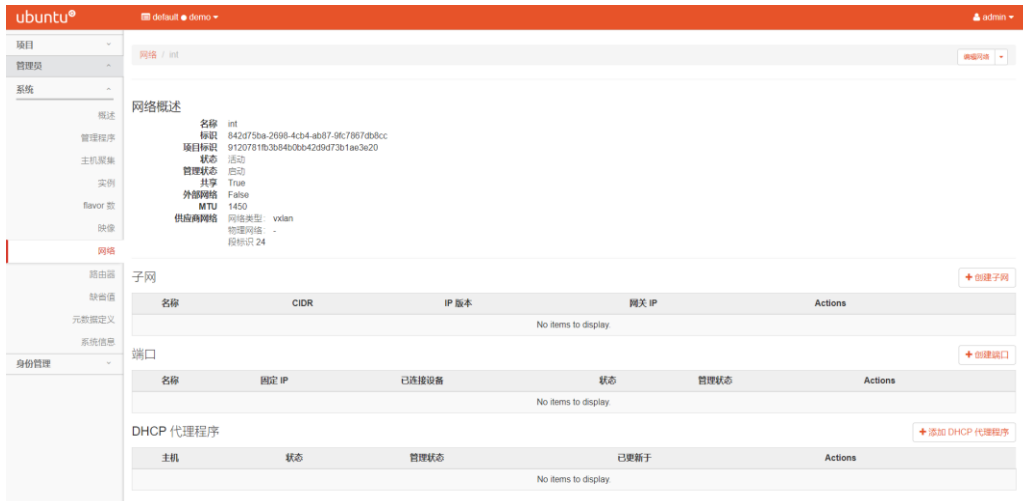 ubuntu® default ● demo admin
项目
管理员
系统
概述
管理程序
主机聚集
实例
flavor 数
映像
网络
路由器
缺省值
元数据定义
系统信息
身份管理
网络 / int
编辑网络
网络概述
名称 int
标识 842d75ba-2698-4cb4-ab87-9fc7867db8cc
项目标识 9120781fb3b84b0bb42d9d73b1ae3e20
状态 活动
管理状态 启动
共享 True
外部网络 False
MTU 1450
供应商网络 网络类型: vxlan
物理网络: -
段标识 24
子网
+ 创建子网
名称 CIDR IP 版本 网关 IP Actions
No items to display.
端口
+ 创建端口
名称 固定 IP 已连接设备 状态 管理状态 Actions
No items to display.
DHCP 代理程序
+ 添加 DHCP 代理程序
主机 状态 管理状态 已更新于 Actions
No items to display.